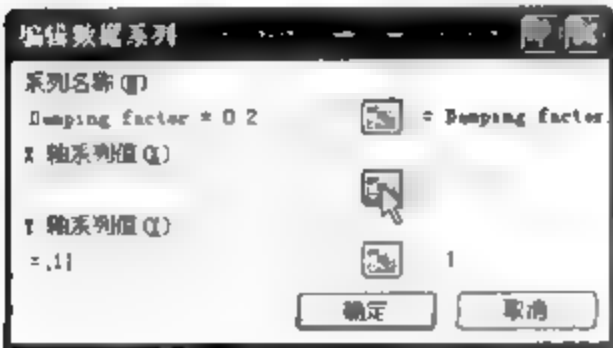 编辑数据系列
系列名称(N)
Damping factor = 0 2
= Damping factor.
X 轴系列值(X)
Y 轴系列值(Y)
1
确定
取消